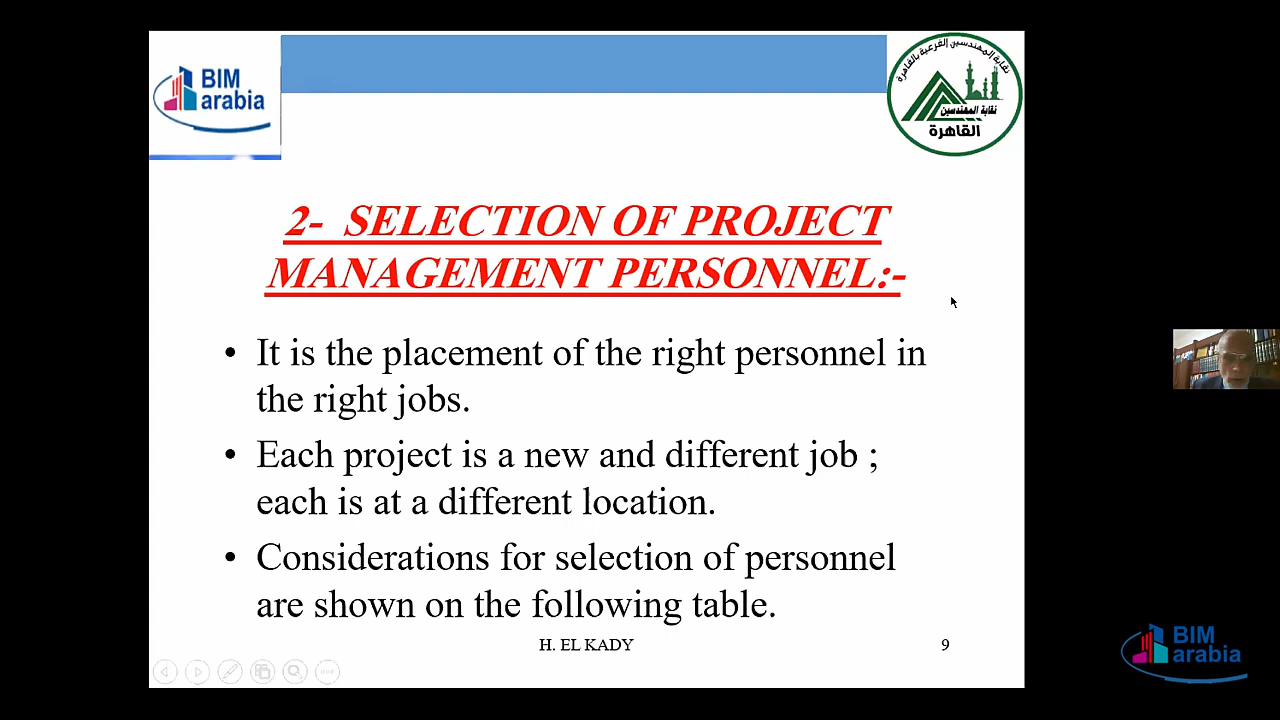 BIM
arabia
نقابة المهندسين الفرعية بالقاهرة
نقابة المهندسين
القاهرة
2- SELECTION OF PROJECT
MANAGEMENT PERSONNEL:-
• It is the placement of the right personnel in
the right jobs.
• Each project is a new and different job ;
each is at a different location.
• Considerations for selection of personnel
are shown on the following table.
H. EL KADY
9
BIM
arabia